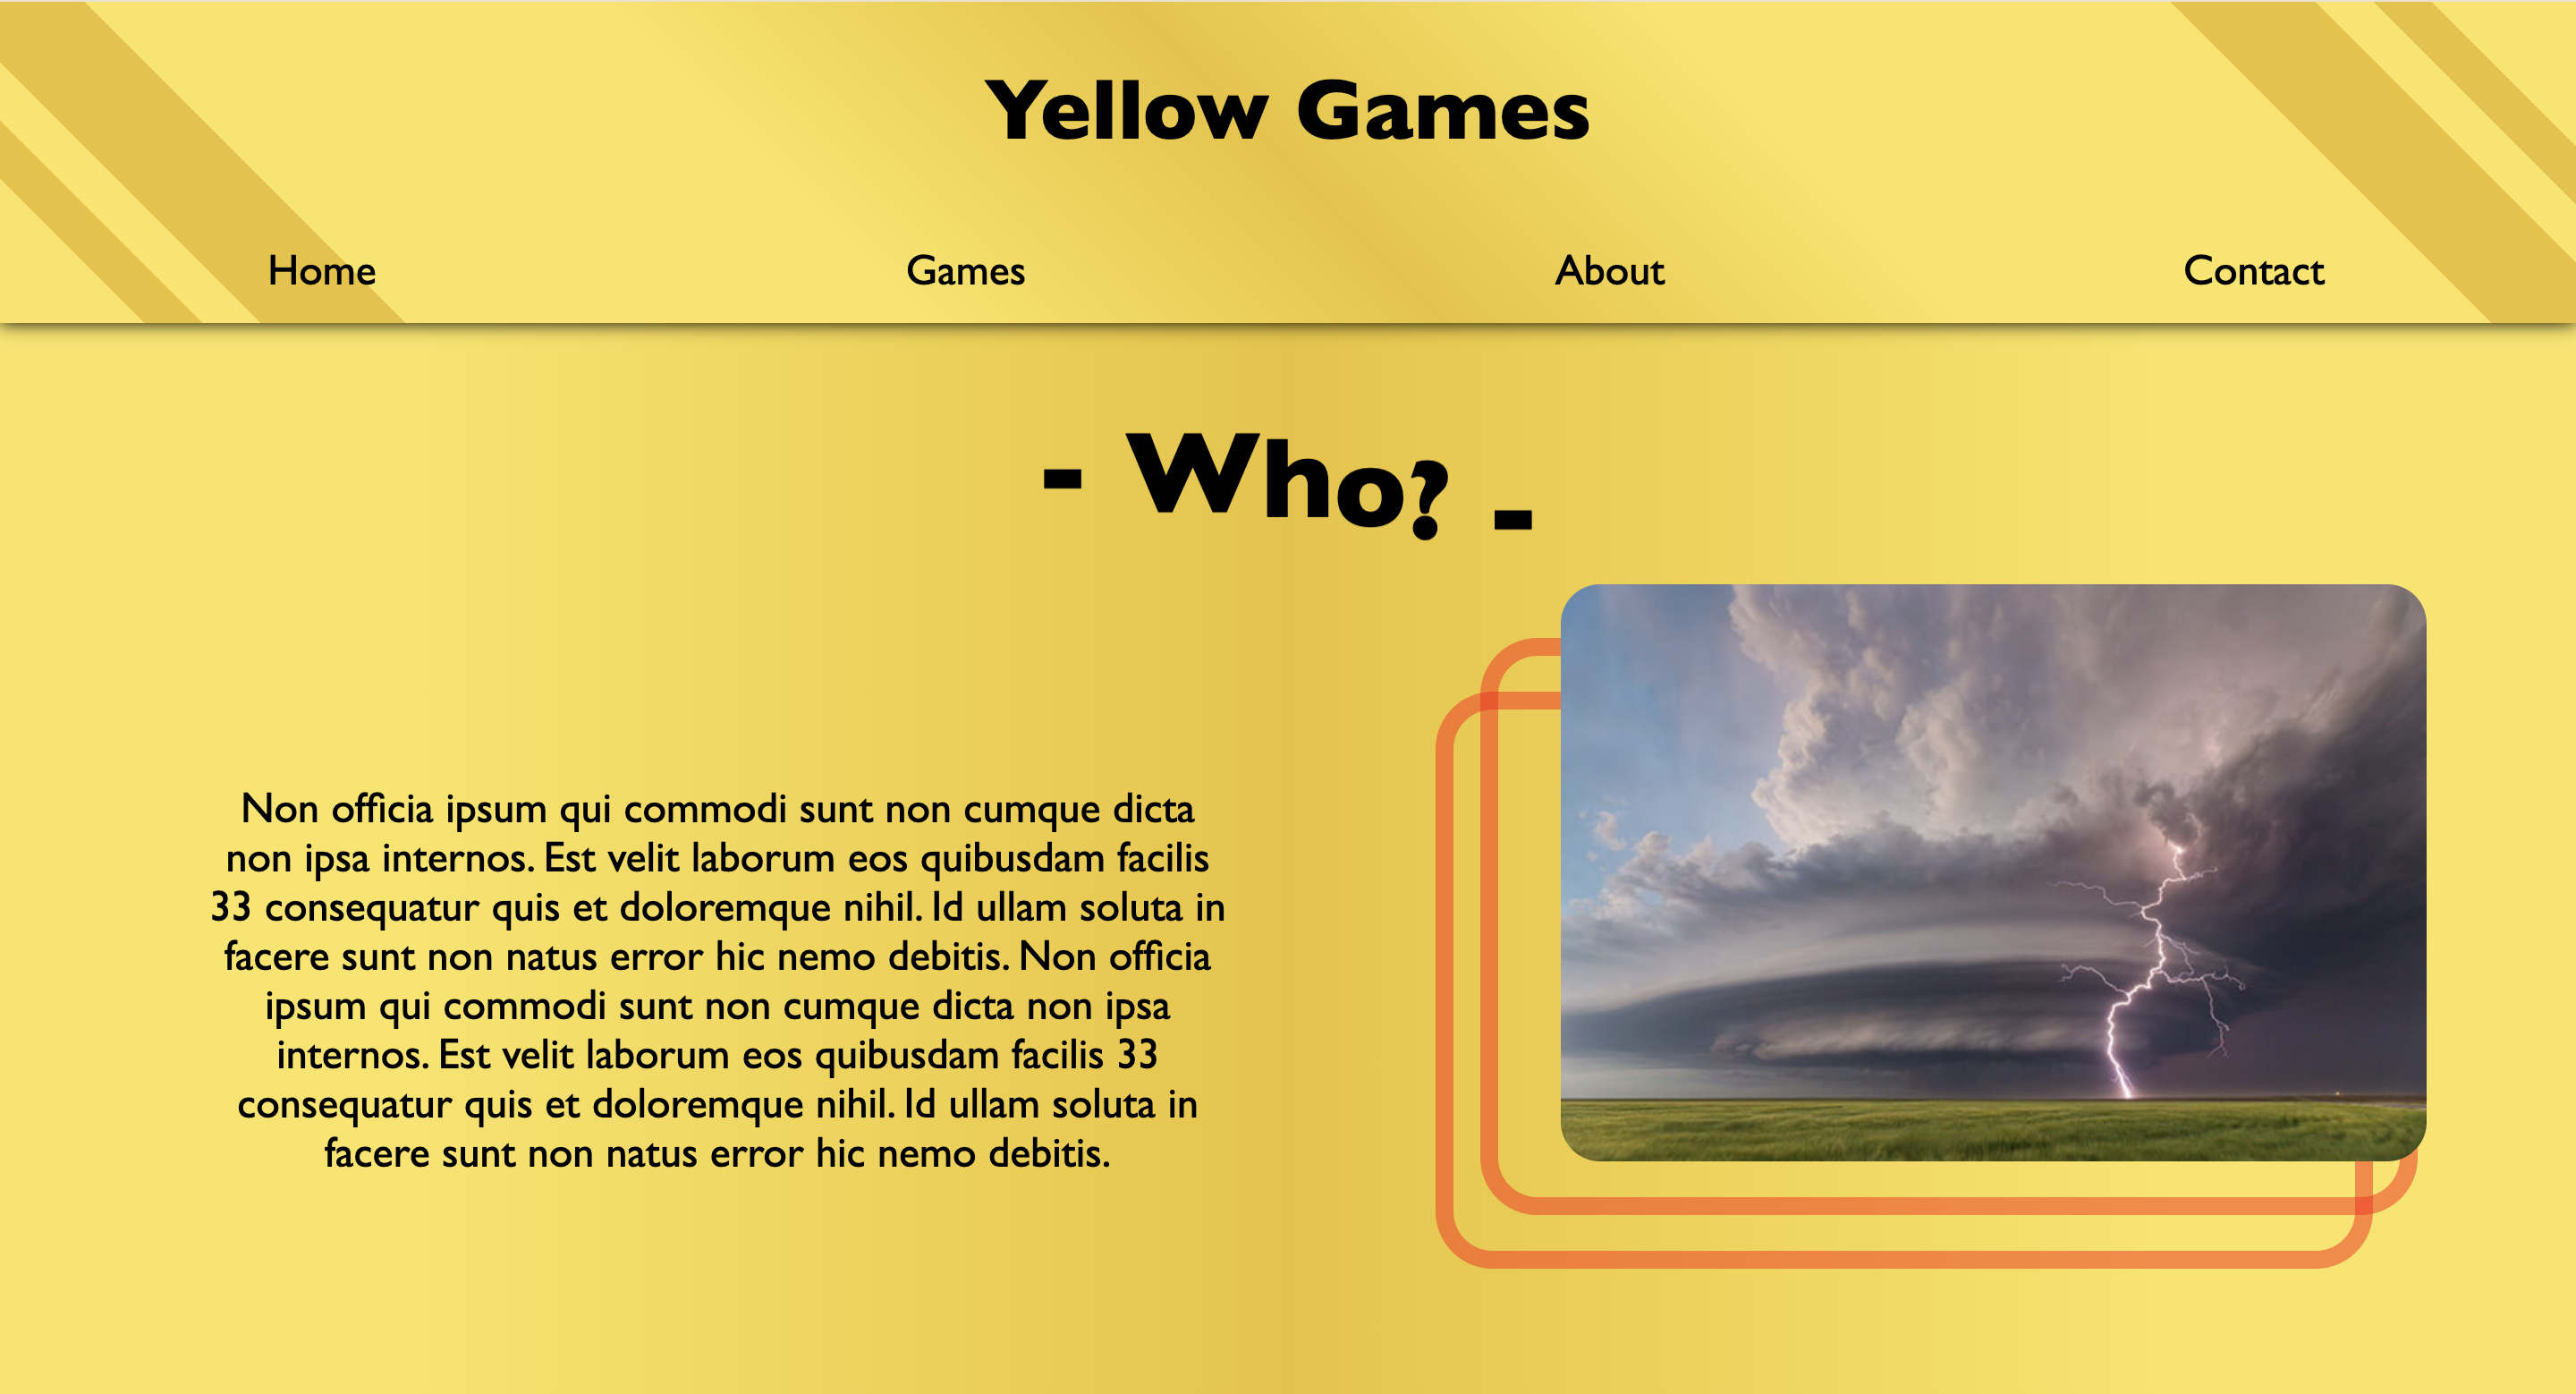 Yellow Games
Home Games About Contact
- Who? -
Non officia ipsum qui commodi sunt non cumque dicta
non ipsa internos. Est velit laborum eos quibusdam facilis
33 consequatur quis et doloremque nihil. Id ullam soluta in
facere sunt non natus error hic nemo debitis. Non officia
ipsum qui commodi sunt non cumque dicta non ipsa
internos. Est velit laborum eos quibusdam facilis 33
consequatur quis et doloremque nihil. Id ullam soluta in
facere sunt non natus error hic nemo debitis.